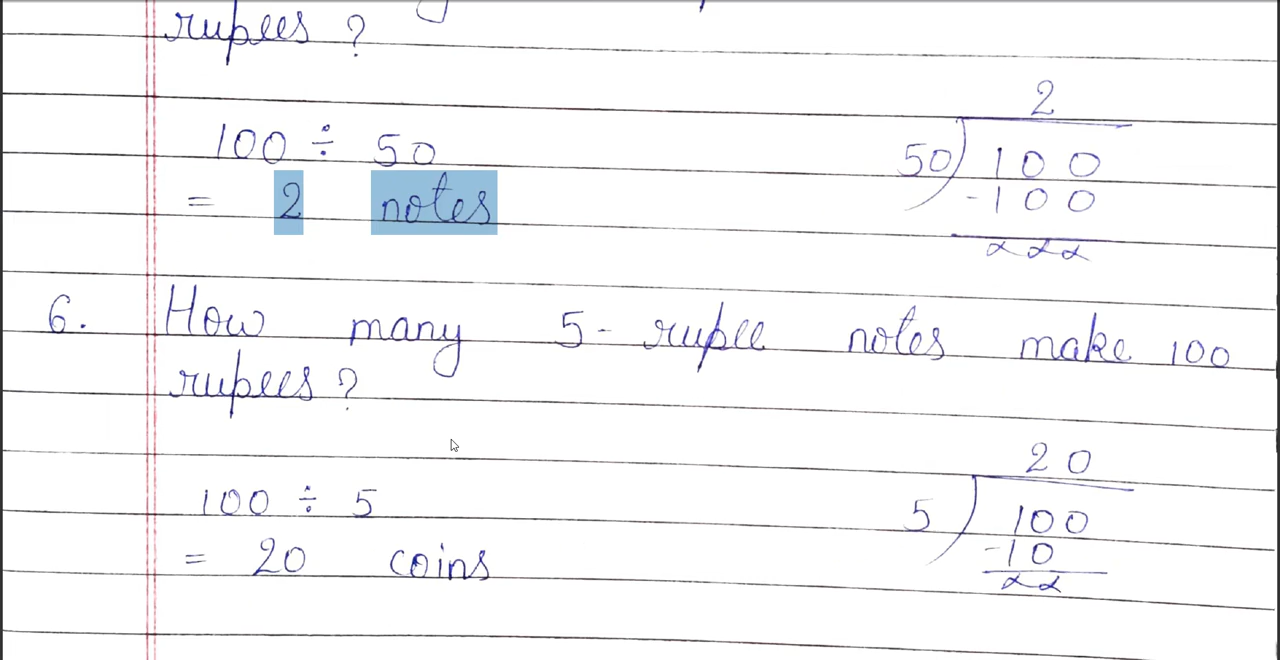 rupees ?
2
100 ÷ 50
50) 100
= 2 notes
-100
xxx
6. How many 5-rupee notes make 100
rupees?
20
100 ÷ 5
5) 100
= 20 coins
-10
xx